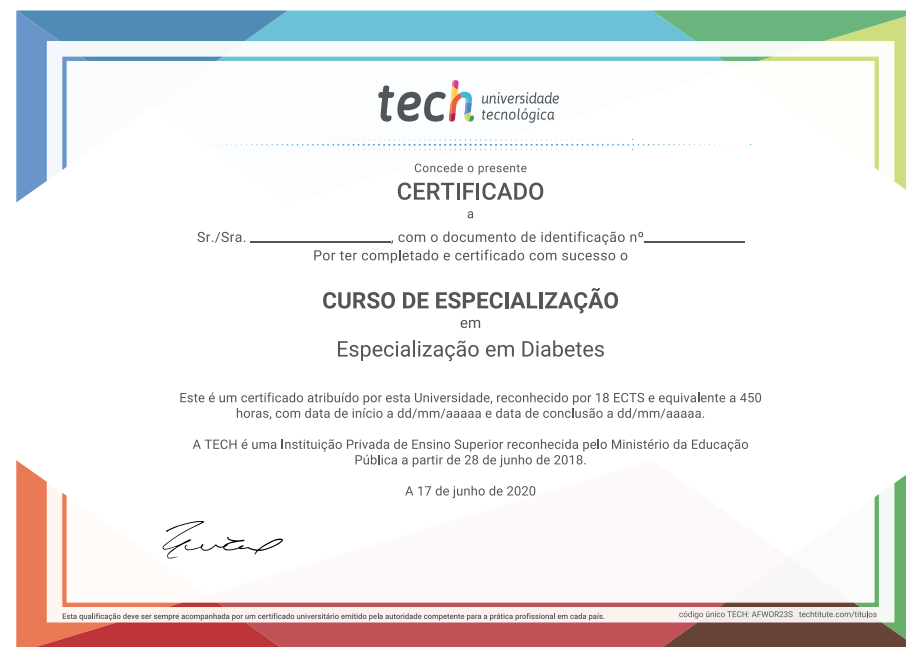 tech universidade
tecnológica
Concede o presente
CERTIFICADO
a
Sr./Sra. , com o documento de identificação nº
Por ter completado e certificado com sucesso o
CURSO DE ESPECIALIZAÇÃO
em
Especialização em Diabetes
Este é um certificado atribuído por esta Universidade, reconhecido por 18 ECTS e equivalente a 450
horas, com data de início a dd/mm/aaaaa e data de conclusão a dd/mm/aaaaa.
A TECH é uma Instituição Privada de Ensino Superior reconhecida pelo Ministério da Educação
Pública a partir de 28 de junho de 2018.
A 17 de junho de 2020
Esta qualificação deve ser sempre acompanhada por um certificado universitário emitido pela autoridade competente para a prática profissional em cada país.
código único TECH: AFWOR23S techtitute.com/títulos